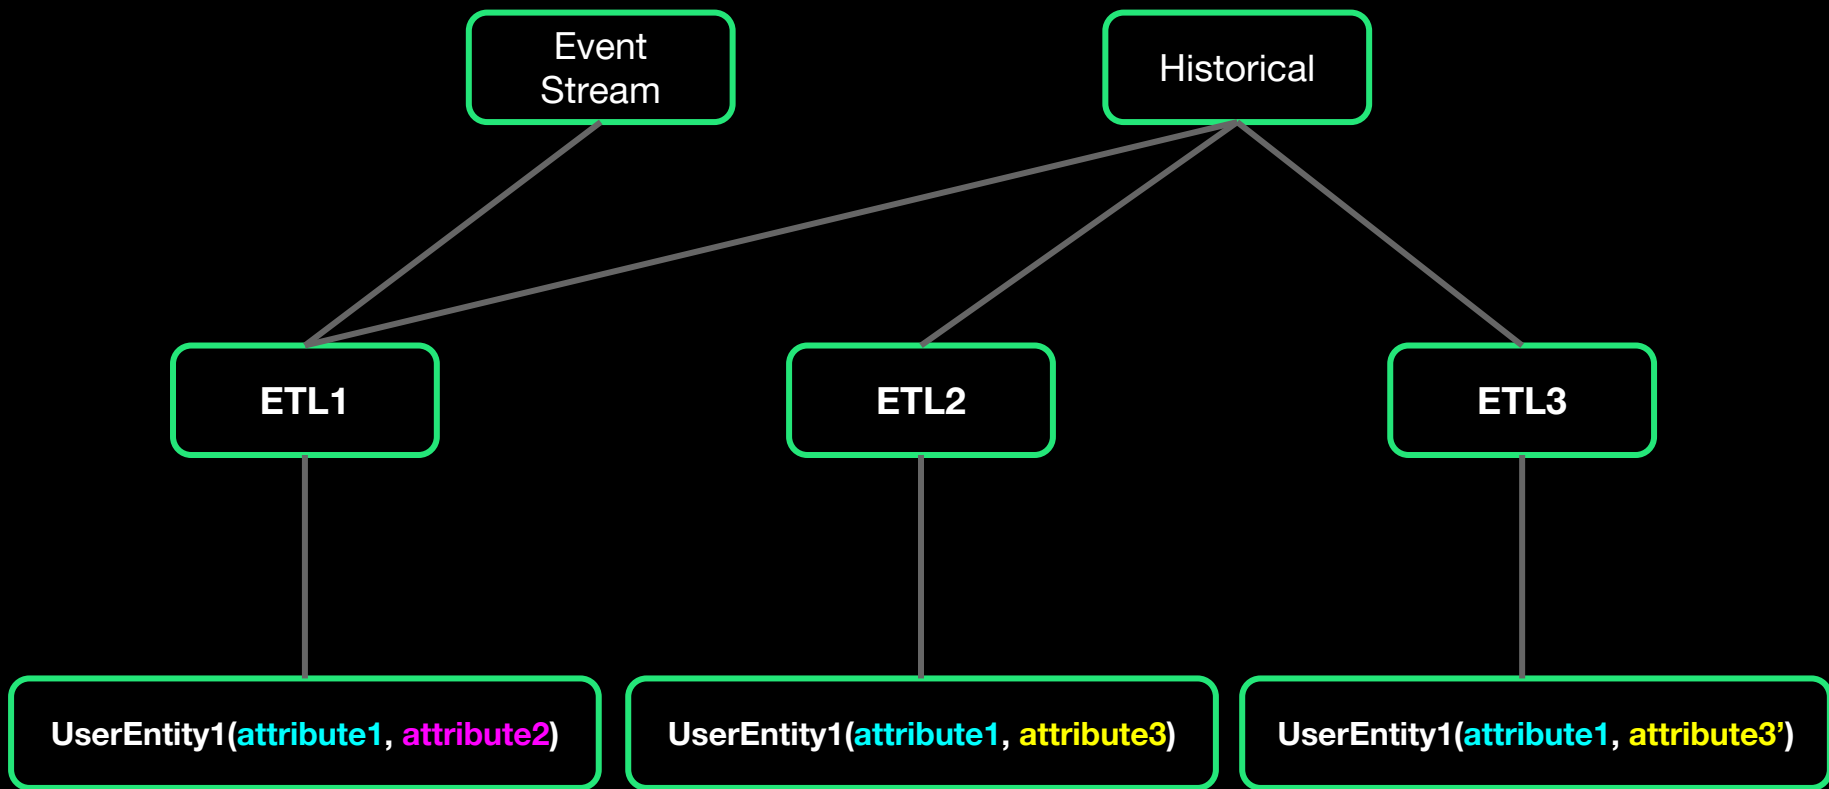 Event
Stream
Historical
ETL1
ETL2
ETL3
UserEntity1(attribute1, attribute2)
UserEntity1(attribute1, attribute3)
UserEntity1(attribute1, attribute3’)